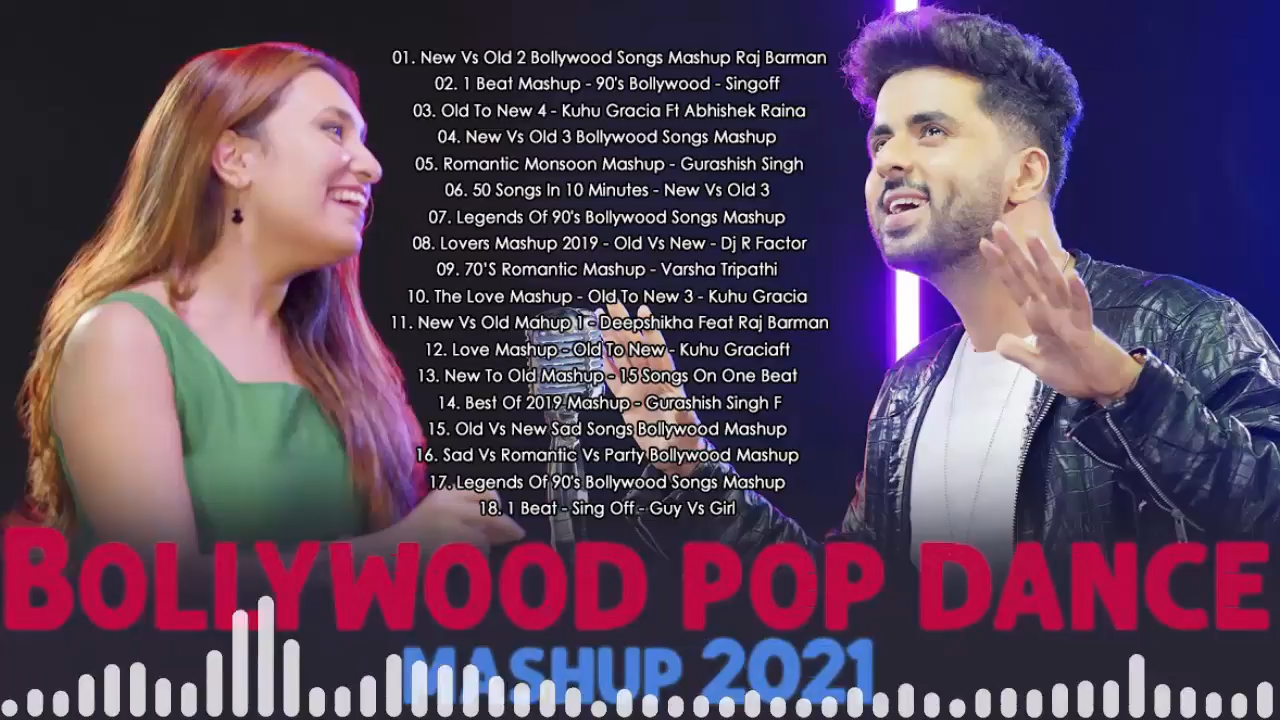 01. New Vs Old 2 Bollywood Songs Mashup Raj Barman
02. 1 Beat Mashup - 90's Bollywood - Singoff
03. Old To New 4 - Kuhu Gracia Ft Abhishek Raina
04. New Vs Old 3 Bollywood Songs Mashup
05. Romantic Monsoon Mashup - Gurashish Singh
06. 50 Songs In 10 Minutes - New Vs Old 3
07. Legends Of 90's Bollywood Songs Mashup
08. Lovers Mashup 2019 - Old Vs New - Dj R Factor
09. 70'S Romantic Mashup - Varsha Tripathi
10. The Love Mashup - Old To New 3 - Kuhu Gracia
11. New Vs Old Mahup 1 - Deepshikha Feat Raj Barman
12. Love Mashup - Old To New - Kuhu Graciaft
13. New To Old Mashup - 15 Songs On One Beat
14. Best Of 2019 Mashup - Gurashish Singh F
15. Old Vs New Sad Songs Bollywood Mashup
16. Sad Vs Romantic Vs Party Bollywood Mashup
17. Legends Of 90's Bollywood Songs Mashup
18. 1 Beat - Sing Off - Guy Vs Girl
BOLLYWOOD POP DANCE
MASHUP 2021